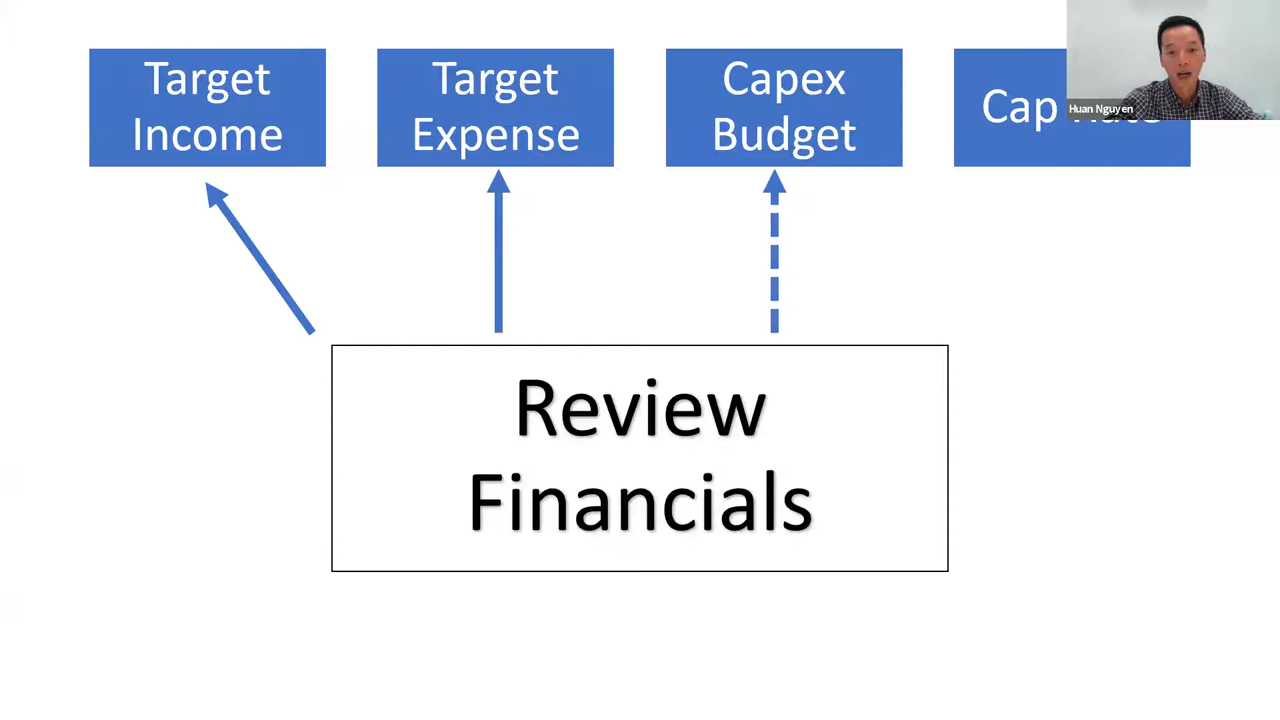 Target
Income
Target
Expense
Capex
Budget
Cap
Huan Nguyen
Review
Financials